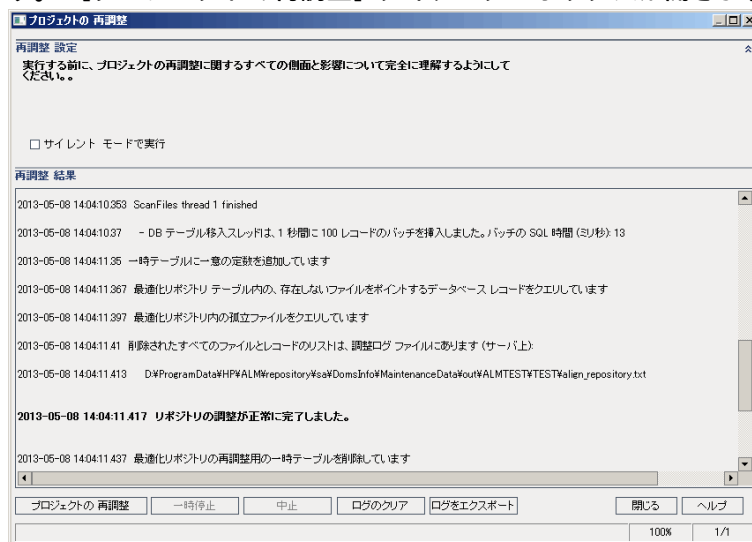 プロジェクトの 再調整
再調整 設定
実行する前に、プロジェクトの再調整に関するすべての側面と影響について完全に理解するようにして
ください。。
サイレント モードで実行
再調整 結果
2013-05-08 14:04:10.353 ScanFiles thread 1 finished
2013-05-08 14:04:10.37 - DB テーブル移入スレッドは、1 秒間に 100 レコードのバッチを挿入しました。バッチの SQL 時間 (ミリ秒): 13
2013-05-08 14:04:11.35 一時テーブルに一意の定数を追加しています
2013-05-08 14:04:11.367 最適化リポジトリ テーブル内の、存在しないファイルをポイントするデータベース レコードをクエリしています
2013-05-08 14:04:11.397 最適化リポジトリ内の孤立ファイルをクエリしています
2013-05-08 14:04:11.41 削除されたすべてのファイルとレコードのリストは、調整ログ ファイルにあります (サーバ上):
2013-05-08 14:04:11.413 D:¥ProgramData¥HP¥ALM¥repository¥sa¥DomsInfo¥MaintenanceData¥out¥ALMTEST¥TEST¥align_repository.txt
2013-05-08 14:04:11.417 リポジトリの調整が正常に完了しました。
2013-05-08 14:04:11.437 最適化リポジトリの再調整用の一時テーブルを削除しています
プロジェクトの 再調整 一時停止 中止 ログのクリア ログをエクスポート 閉じる ヘルプ
100% 1/1